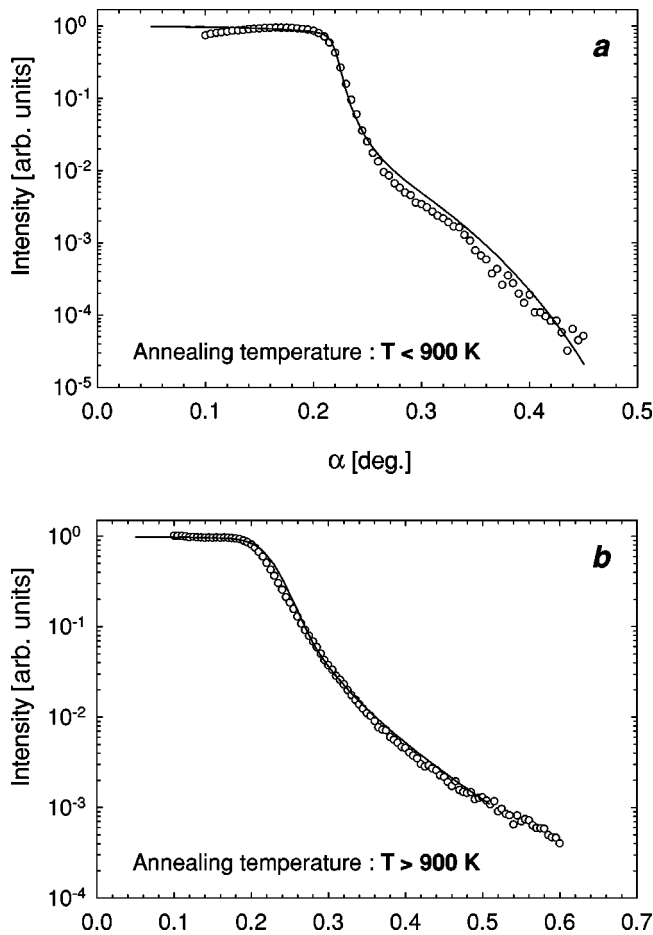 a
10⁰
10⁻¹
10⁻²
10⁻³
10⁻⁴
10⁻⁵
Intensity [arb. units]
Annealing temperature : T < 900 K
0.0 0.1 0.2 0.3 0.4 0.5
α [deg.]
b
10⁰
10⁻¹
10⁻²
10⁻³
10⁻⁴
Intensity [arb. units]
Annealing temperature : T > 900 K
0.0 0.1 0.2 0.3 0.4 0.5 0.6 0.7